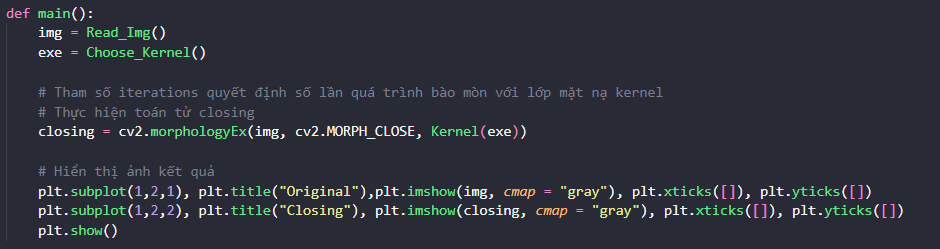 def main():
    img = Read_Img()
    exe = Choose_Kernel()
    # Tham số iterations quyết định số lần quá trình bào mòn với lớp mặt nạ kernel
    # Thực hiện toán tử closing
    closing = cv2.morphologyEx(img, cv2.MORPH_CLOSE, Kernel(exe))
    # Hiển thị ảnh kết quả
    plt.subplot(1,2,1), plt.title("Original"),plt.imshow(img, cmap = "gray"), plt.xticks([]), plt.yticks([])
    plt.subplot(1,2,2), plt.title("Closing"), plt.imshow(closing, cmap = "gray"), plt.xticks([]), plt.yticks([])
    plt.show()